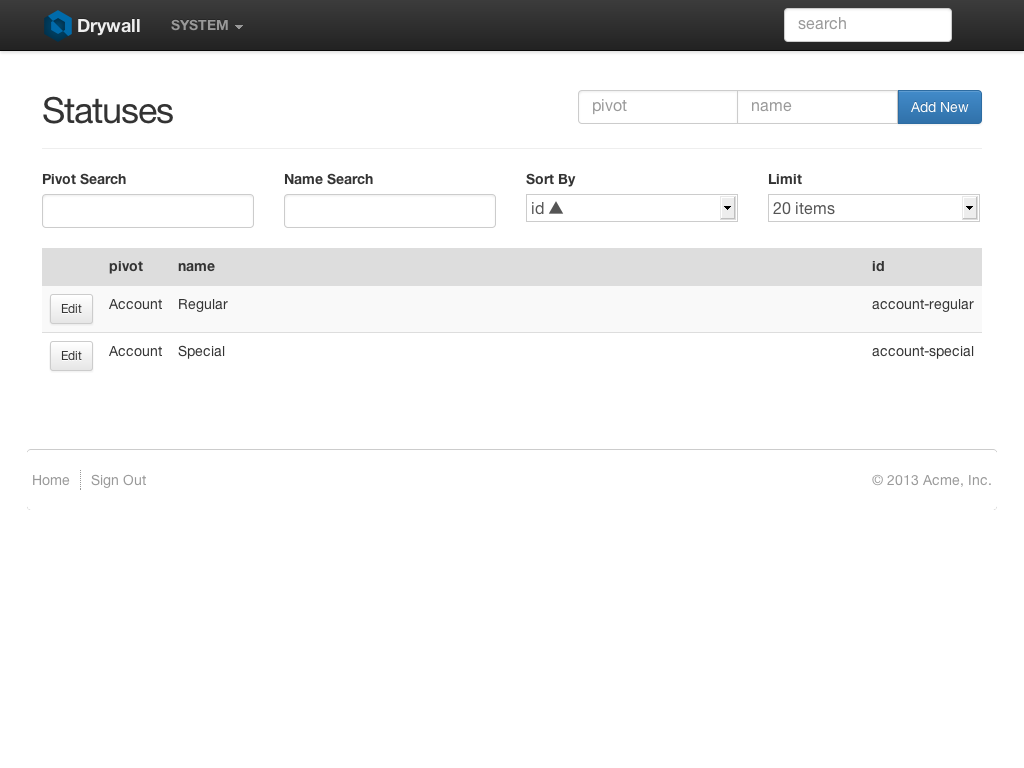 Drywall SYSTEM search
Statuses pivot name Add New
Pivot Search Name Search Sort By Limit
id ▲ 20 items
pivot name id
Edit Account Regular account-regular
Edit Account Special account-special
Home Sign Out © 2013 Acme, Inc.